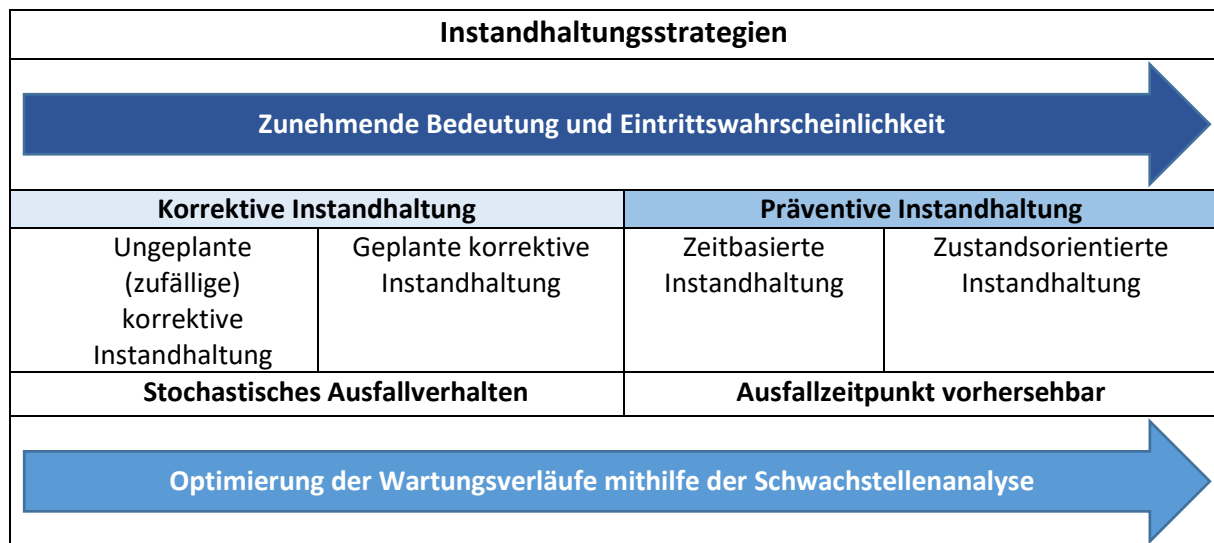 Instandhaltungsstrategien
Zunehmende Bedeutung und Eintrittswahrscheinlichkeit
Korrektive Instandhaltung
Präventive Instandhaltung
Ungeplante
(zufällige)
korrektive
Instandhaltung
Geplante korrektive
Instandhaltung
Zeitbasierte
Instandhaltung
Zustandsorientierte
Instandhaltung
Stochastisches Ausfallverhalten
Ausfallzeitpunkt vorhersehbar
Optimierung der Wartungsverläufe mithilfe der Schwachstellenanalyse